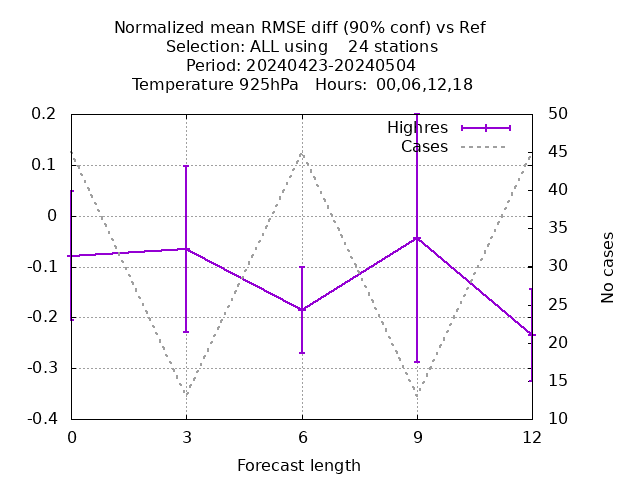 Normalized mean RMSE diff (90% conf) vs Ref
Selection: ALL using    24 stations
Period: 20240423-20240504
Temperature 925hPa   Hours:  00,06,12,18
Highres
Cases
0.2
0.1
0
-0.1
-0.2
-0.3
-0.4
50
45
40
35
30
25
20
15
10
No cases
0 3 6 9 12
Forecast length